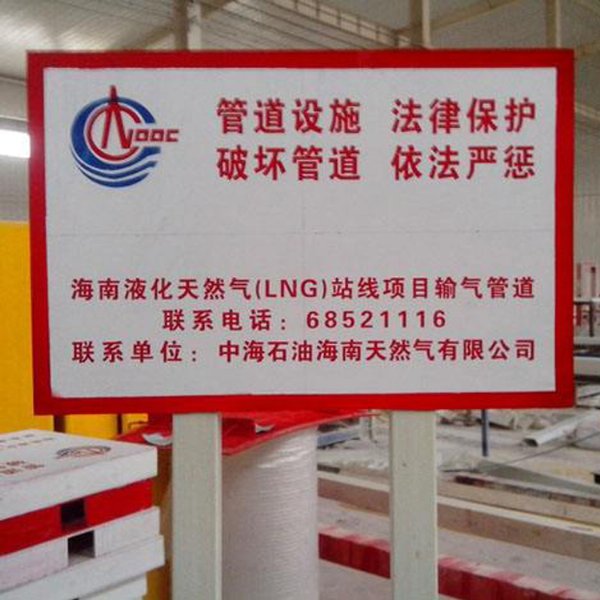 CNOOC
管道设施 法律保护
破坏管道 依法严惩
海南液化天然气(LNG)站线项目输气管道
联系电话：68521116
联系单位：中海石油海南天然气有限公司